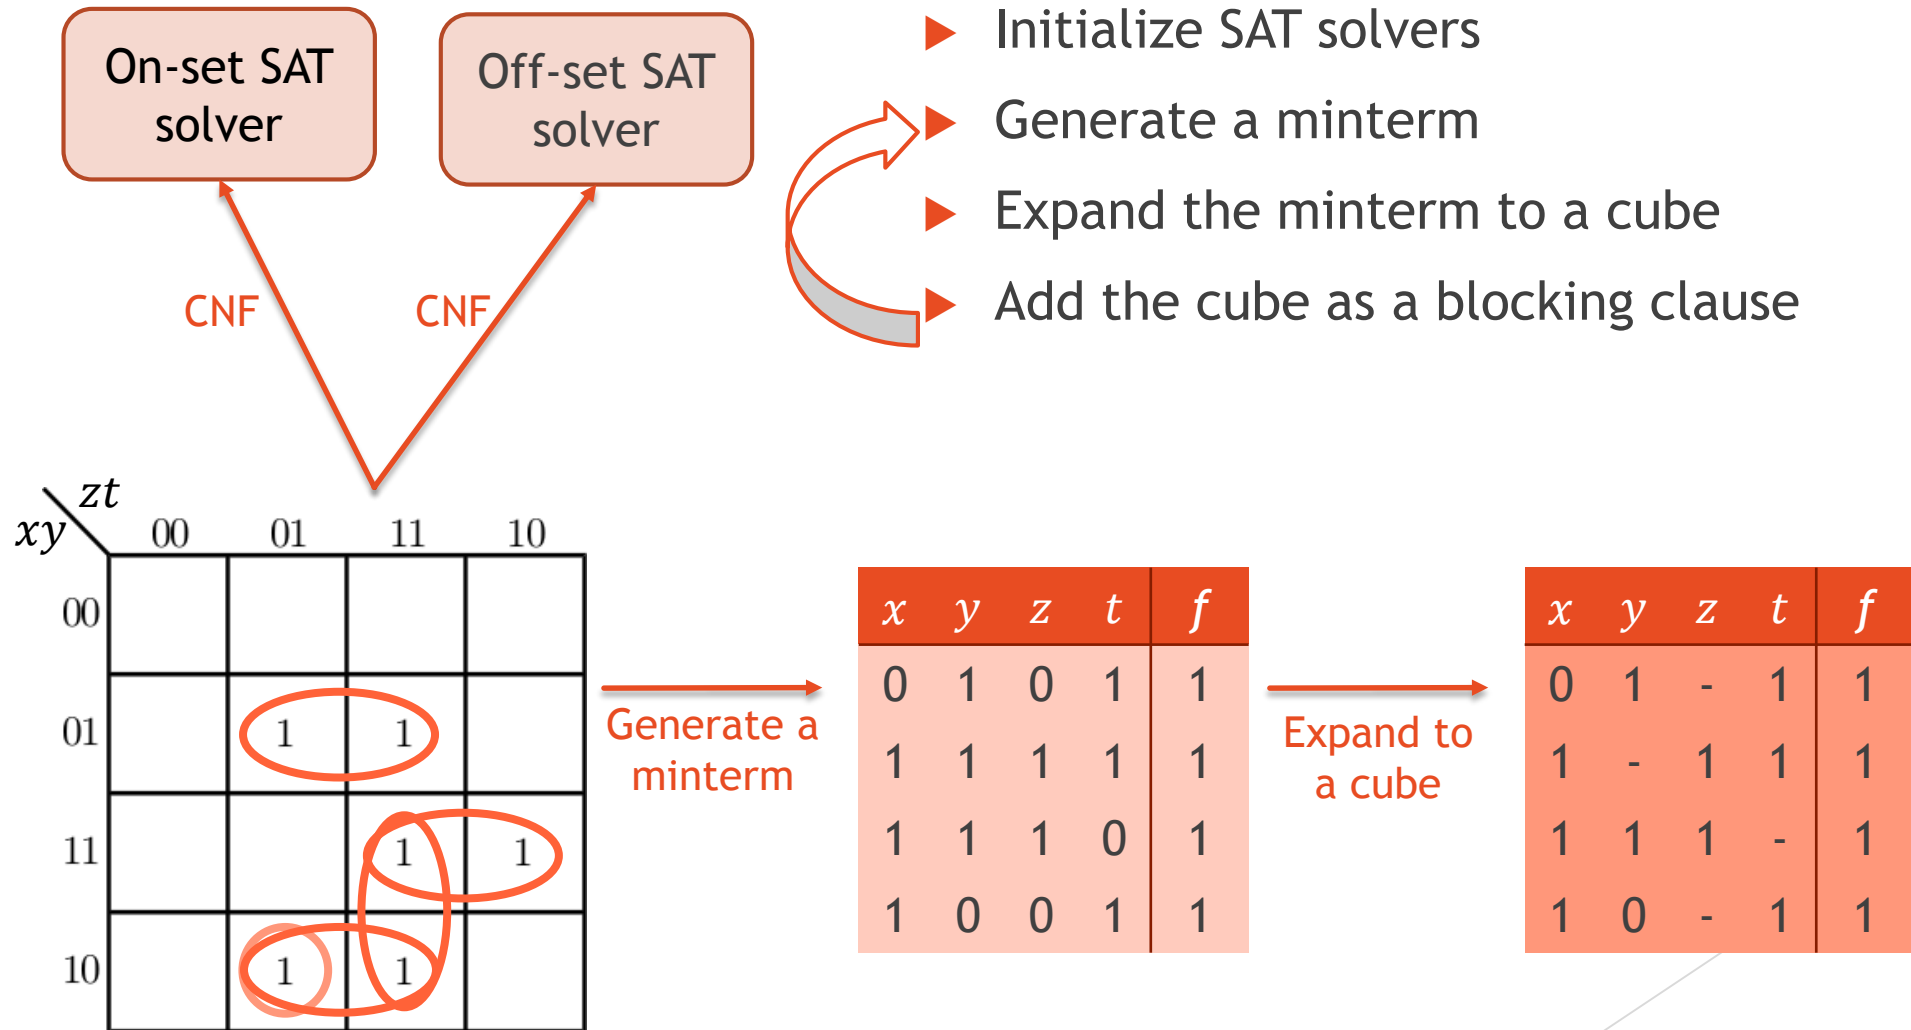 On-set SAT
solver
Off-set SAT
solver
Initialize SAT solvers
Generate a minterm
Expand the minterm to a cube
Add the cube as a blocking clause
CNF
CNF
zt
xy
00 01 11 10
00
01 1 1
11 1 1
10 1 1
Generate a
minterm
x y z t f
0 1 0 1 1
1 1 1 1 1
1 1 1 0 1
1 0 0 1 1
Expand to
a cube
x y z t f
0 1 - 1 1
1 - 1 1 1
1 1 1 - 1
1 0 - 1 1